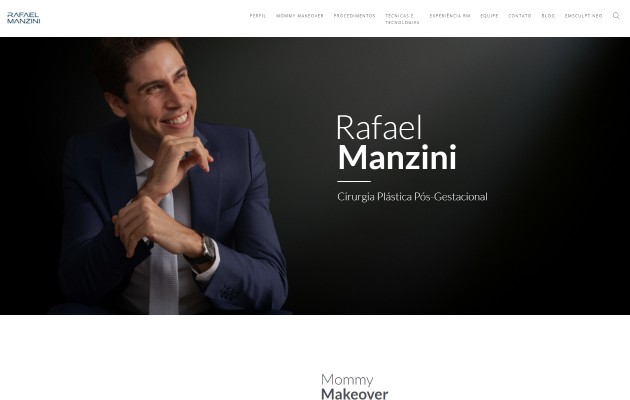 RAFAEL
MANZINI
PERFIL
MOMMY MAKEOVER
PROCEDIMENTOS
TÉCNICAS E
TECNOLOGIAS
EXPERIÊNCIA RM
EQUIPE
CONTATO
BLOG
EMSCULPT NEO
Rafael
Manzini
Cirurgia Plástica Pós-Gestacional
Mommy
Makeover